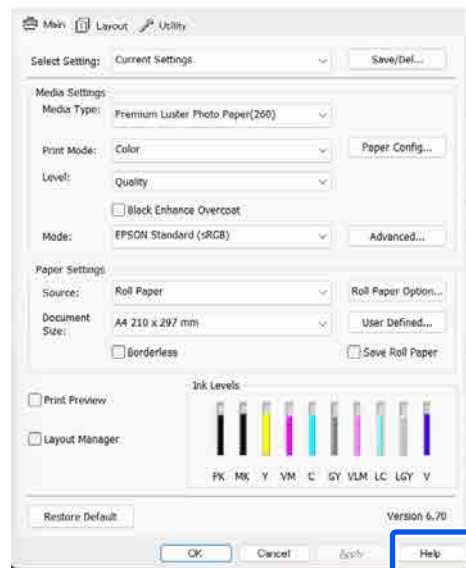 Main Layout Utility
Select Setting: Current Settings Save/Del...
Media Settings
Media Type: Premium Luster Photo Paper(260)
Print Mode: Color Paper Config...
Level: Quality
Black Enhance Overcoat
Mode: EPSON Standard (sRGB) Advanced...
Paper Settings
Source: Roll Paper Roll Paper Option...
Document Size: A4 210 x 297 mm User Defined...
Borderless Save Roll Paper
Ink Levels
Print Preview
Layout Manager
PK MK Y VM C GY VLM LC LGY V
Restore Default Version 6.70
OK Cancel Apply Help